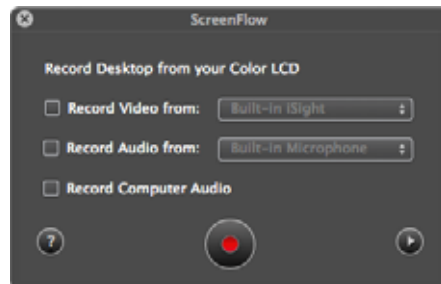 ScreenFlow
Record Desktop from your Color LCD
Record Video from: Built-in iSight
Record Audio from: Built-in Microphone
Record Computer Audio
?